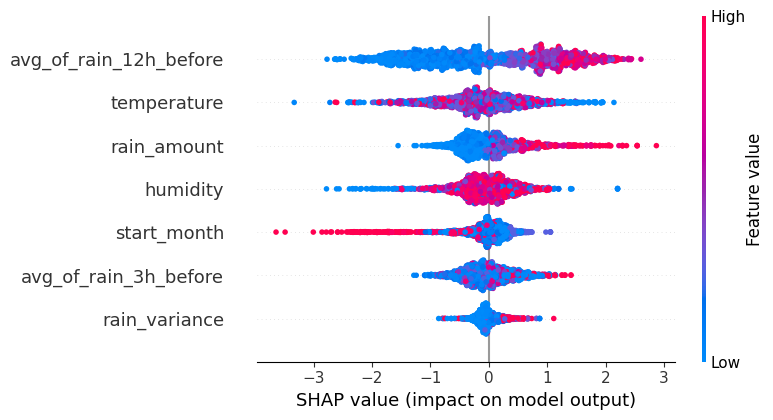 High
avg_of_rain_12h_before
temperature
rain_amount
humidity
start_month
avg_of_rain_3h_before
rain_variance
Feature value
Low
−3 −2 −1 0 1 2 3
SHAP value (impact on model output)